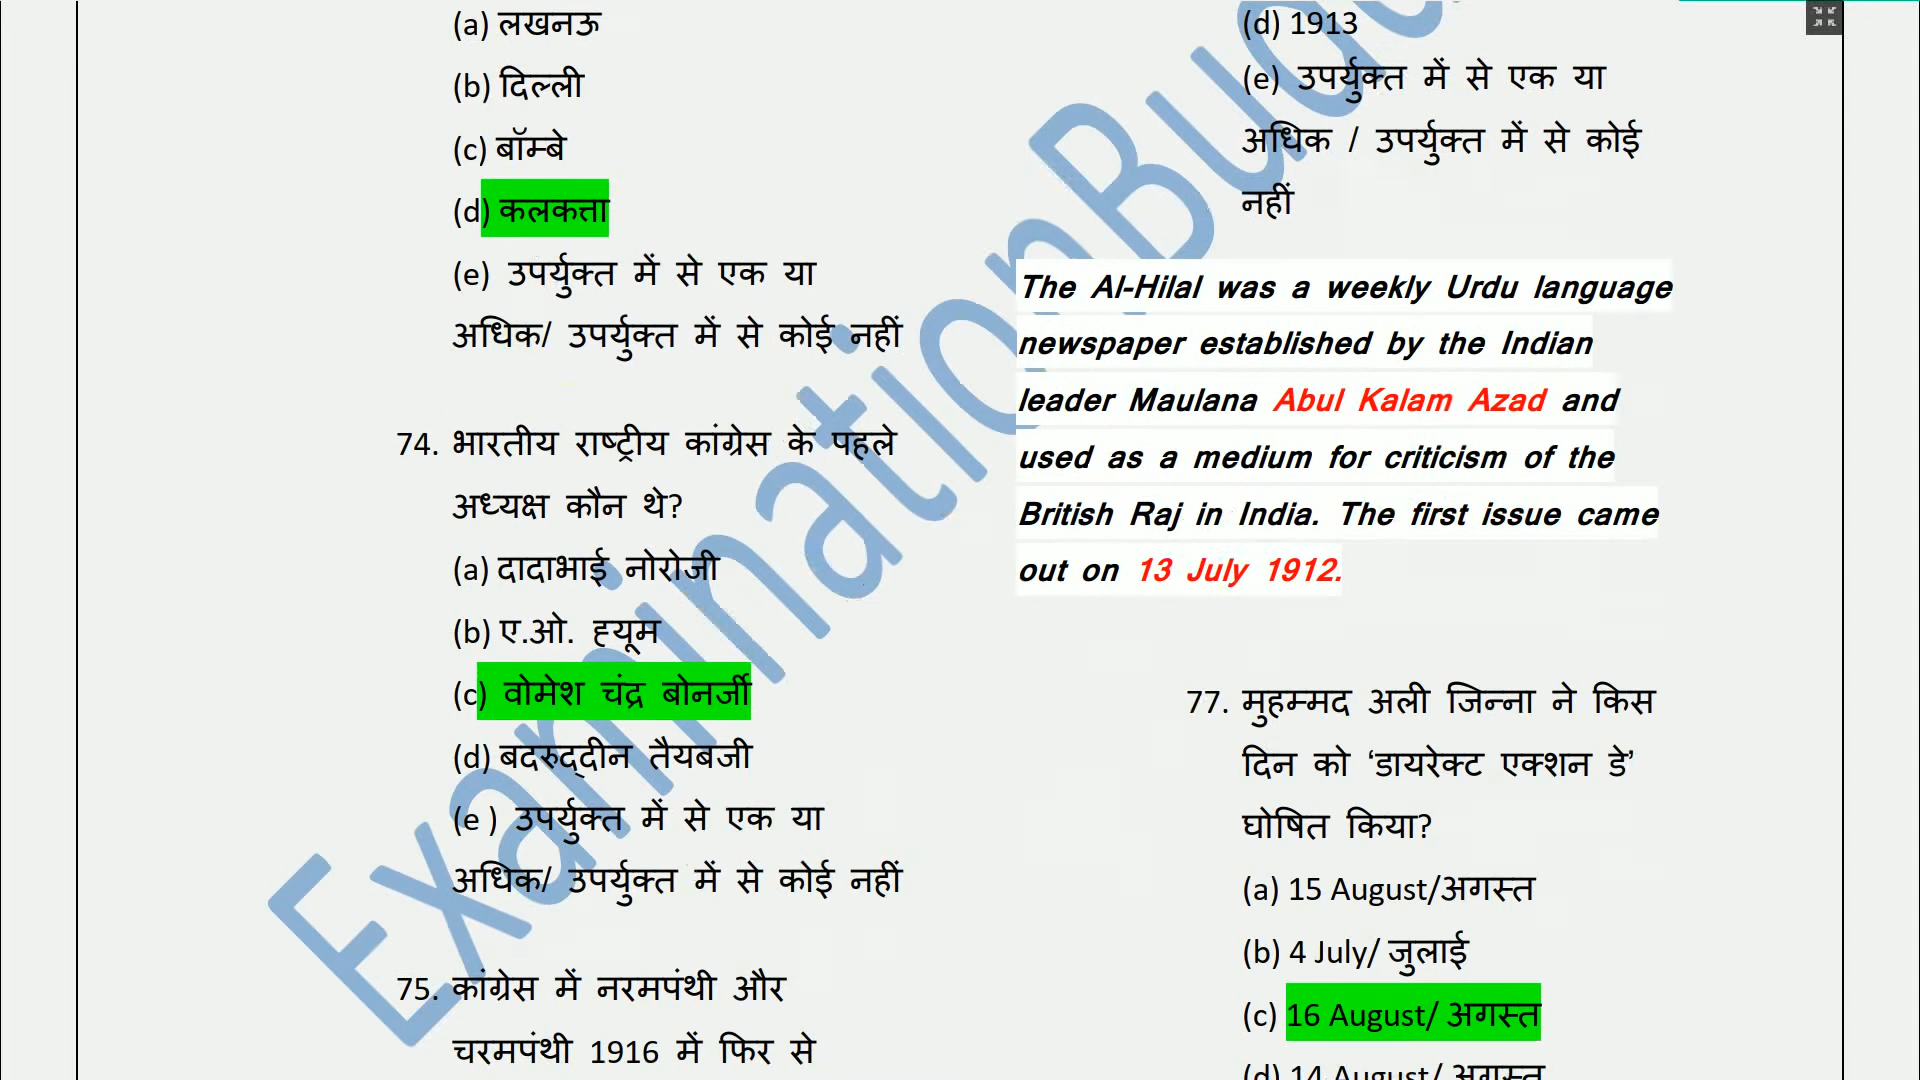 (a) लखनऊ
(b) दिल्ली
(c) बॉम्बे
(d) कलकत्ता
(e) उपर्युक्त में से एक या
अधिक/ उपर्युक्त में से कोई नहीं
74. भारतीय राष्ट्रीय कांग्रेस के पहले
अध्यक्ष कौन थे?
(a) दादाभाई नोरोजी
(b) ए.ओ. ह्यूम
(c) वोमेश चंद्र बोनर्जी
(d) बदरुद्दीन तैयबजी
(e ) उपर्युक्त में से एक या
अधिक/ उपर्युक्त में से कोई नहीं
75. कांग्रेस में नरमपंथी और
चरमपंथी 1916 में फिर से
(d) 1913
(e) उपर्युक्त में से एक या
अधिक / उपर्युक्त में से कोई
नहीं
The Al-Hilal was a weekly Urdu language
newspaper established by the Indian
leader Maulana Abul Kalam Azad and
used as a medium for criticism of the
British Raj in India. The first issue came
out on 13 July 1912.
77. मुहम्मद अली जिन्ना ने किस
दिन को ‘डायरेक्ट एक्शन डे’
घोषित किया?
(a) 15 August/अगस्त
(b) 4 July/ जुलाई
(c) 16 August/ अगस्त
(d) 14 August/ अगस्त